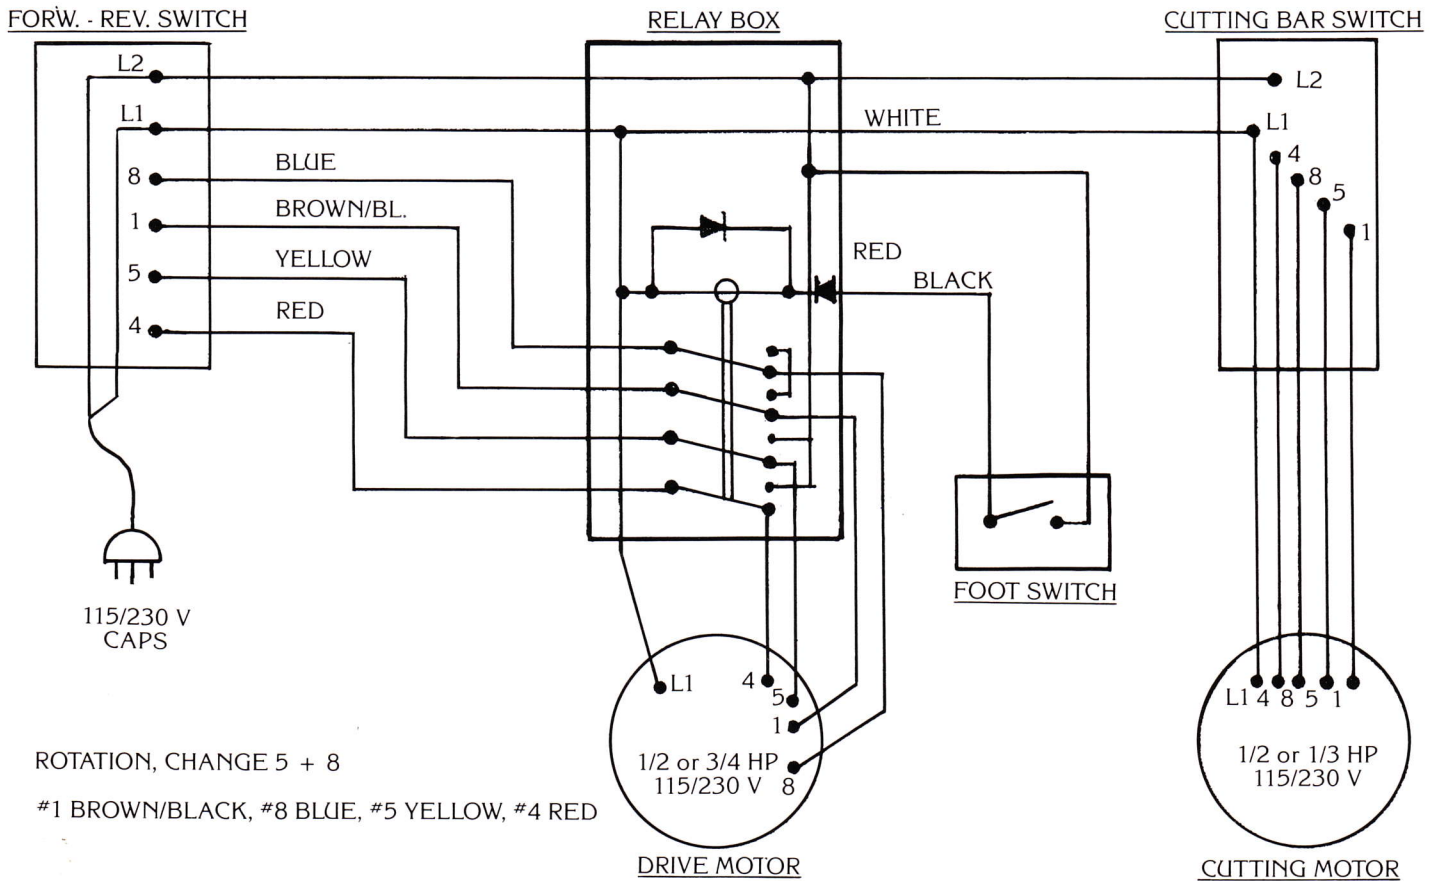 FORW. - REV. SWITCH
RELAY BOX
CUTTING BAR SWITCH
L2
L1
8
1
5
4
BLUE
BROWN/BL.
YELLOW
RED
WHITE
RED
BLACK
L2
L1
4
8
5
1
FOOT SWITCH
115/230 V
CAPS
L1
4
5
1
8
1/2 or 3/4 HP
115/230 V
DRIVE MOTOR
L1 4 8 5 1
1/2 or 1/3 HP
115/230 V
CUTTING MOTOR
ROTATION, CHANGE 5 + 8
#1 BROWN/BLACK, #8 BLUE, #5 YELLOW, #4 RED